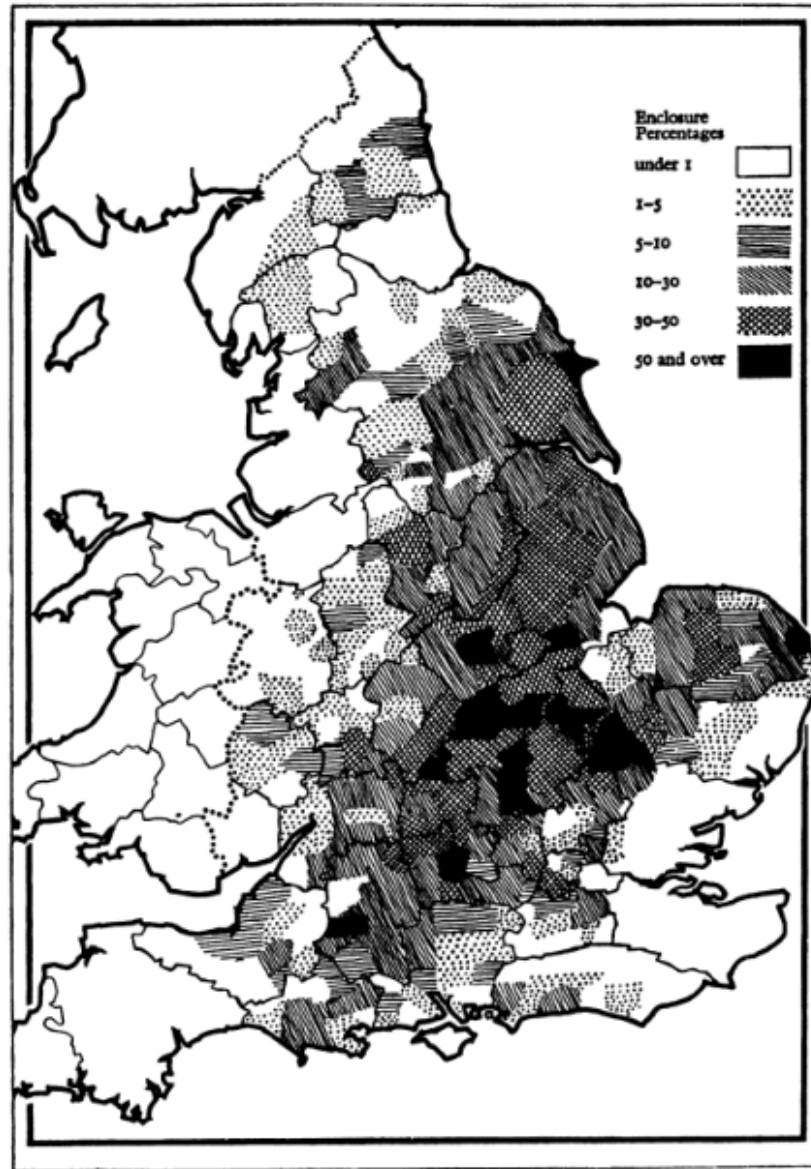 Enclosure
Percentages
under 1
1–5
5–10
10–30
30–50
50 and over